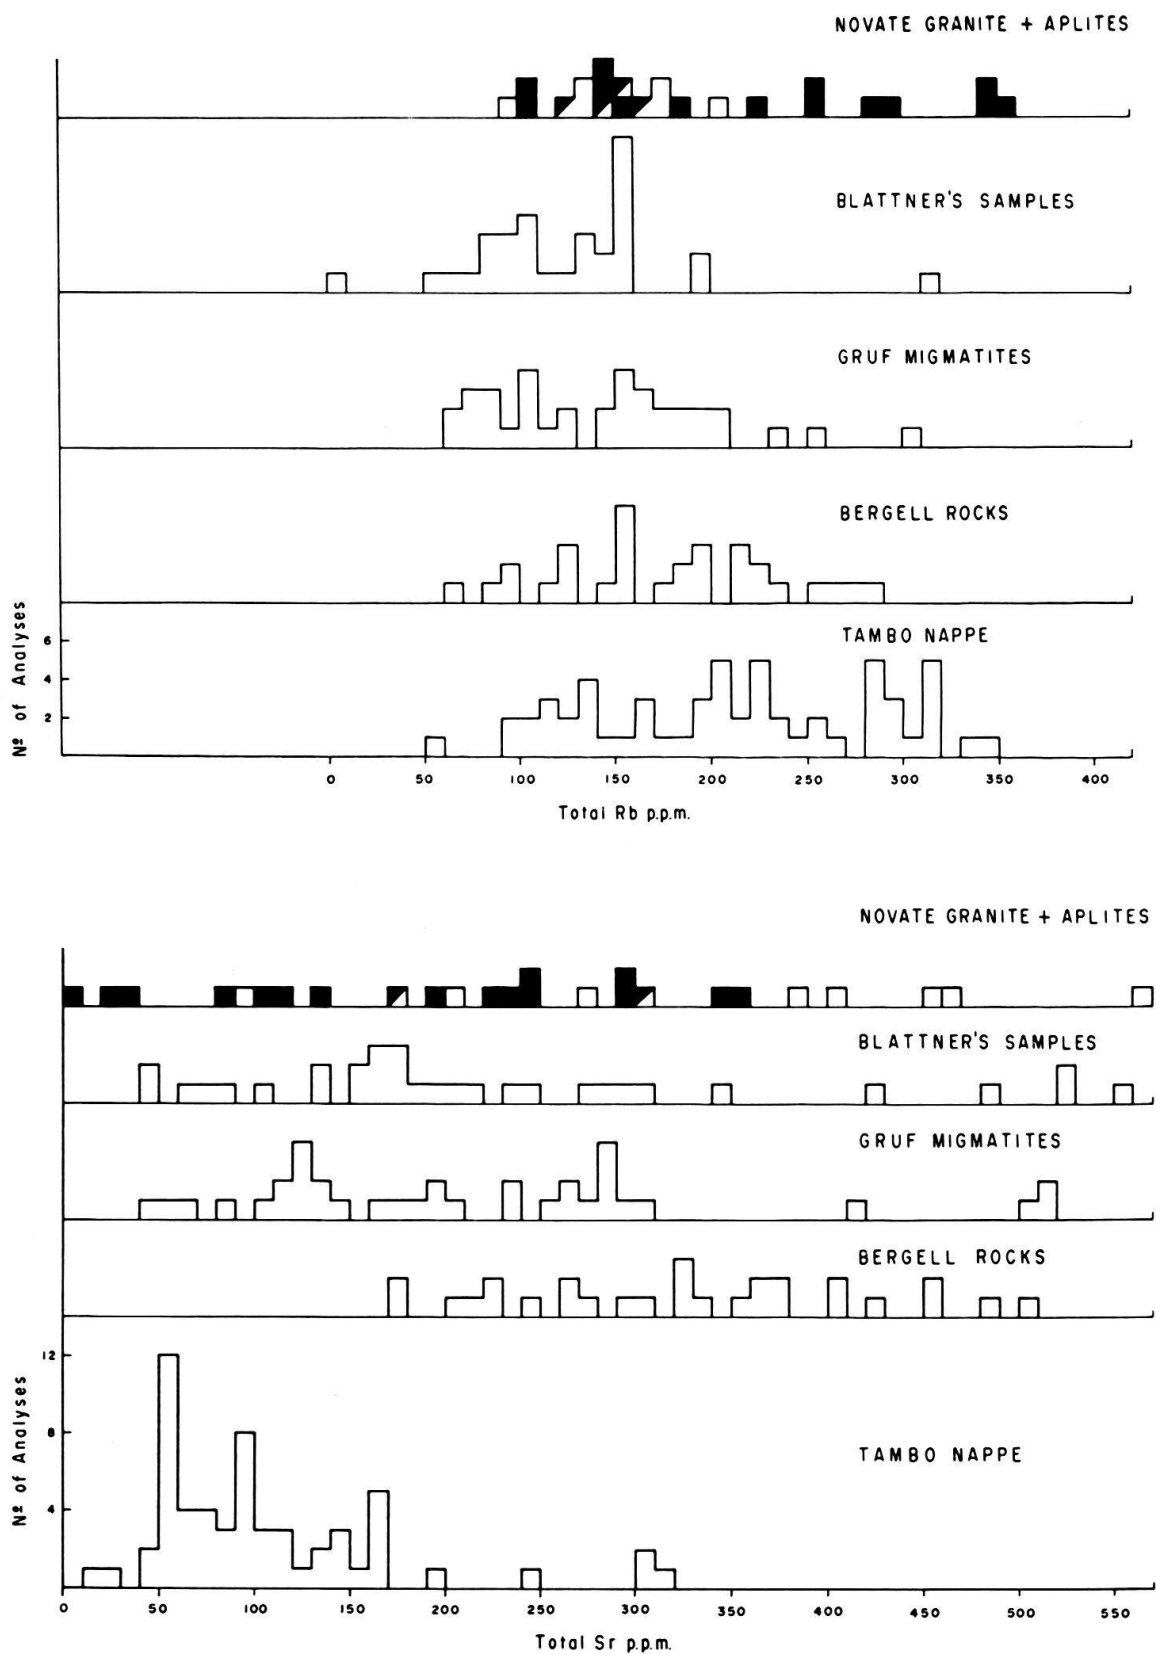 NOVATE GRANITE + APLITES
BLATTNER'S SAMPLES
GRUF MIGMATITES
BERGELL ROCKS
TAMBO NAPPE
Nº of Analyses
6
4
2
0 50 100 150 200 250 300 350 400
Total Rb p.p.m.
NOVATE GRANITE + APLITES
BLATTNER'S SAMPLES
GRUF MIGMATITES
BERGELL ROCKS
TAMBO NAPPE
Nº of Analyses
12
8
4
0 50 100 150 200 250 300 350 400 450 500 550
Total Sr p.p.m.